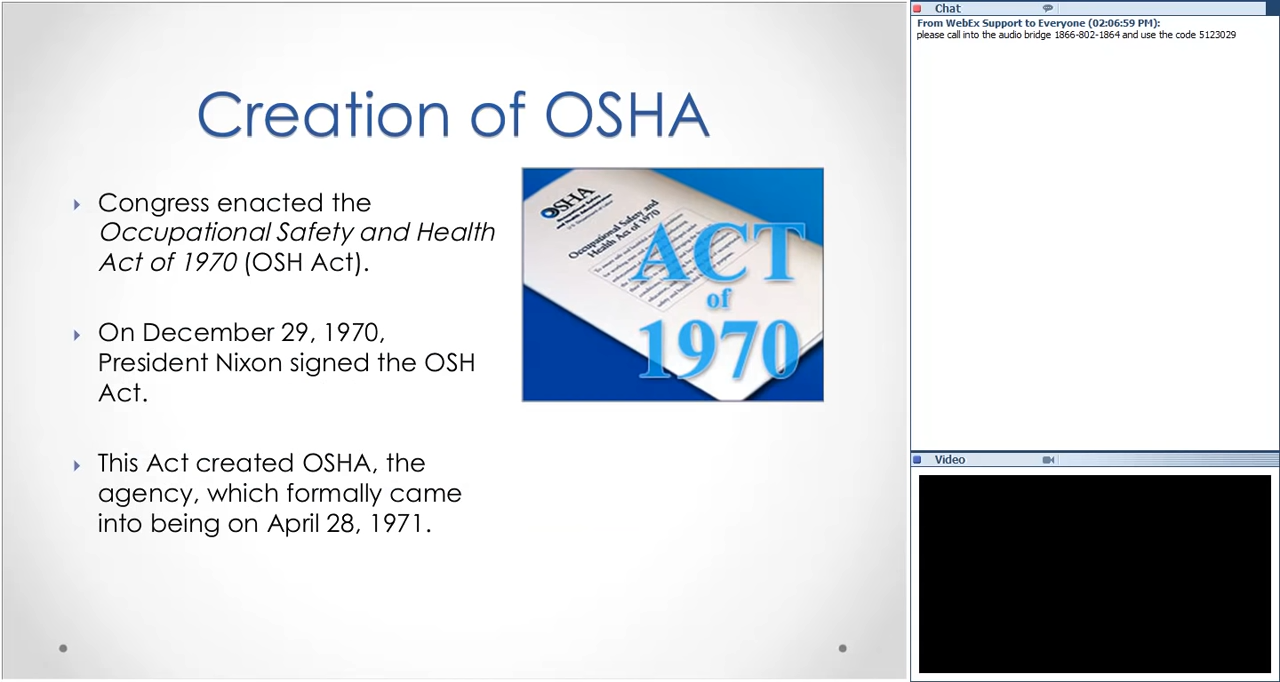 Creation of OSHA
Congress enacted the
Occupational Safety and Health
Act of 1970 (OSH Act).
On December 29, 1970,
President Nixon signed the OSH
Act.
This Act created OSHA, the
agency, which formally came
into being on April 28, 1971.
OSHA
Occupational Safety and
Health Act of 1970
ACT
of
1970
Chat
From WebEx Support to Everyone (02:06:59 PM):
please call into the audio bridge 1866-802-1864 and use the code 5123029
Video